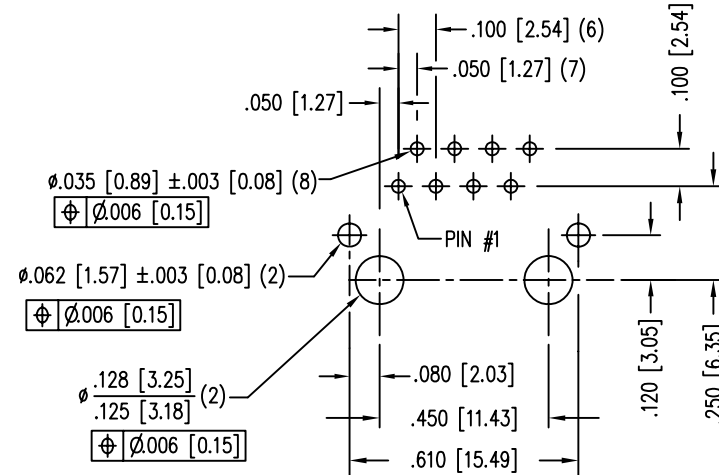 .100 [2.54] (6)
.050 [1.27] (7)
.050 [1.27]
.100 [2.54]
ø.035 [0.89] ±.003 [0.08] (8)
⌖ Ø.006 [0.15]
PIN #1
ø.062 [1.57] ±.003 [0.08] (2)
⌖ Ø.006 [0.15]
ø .128 [3.25]
.125 [3.18] (2)
⌖ Ø.006 [0.15]
.080 [2.03]
.450 [11.43]
.610 [15.49]
.120 [3.05]
.250 [6.35]